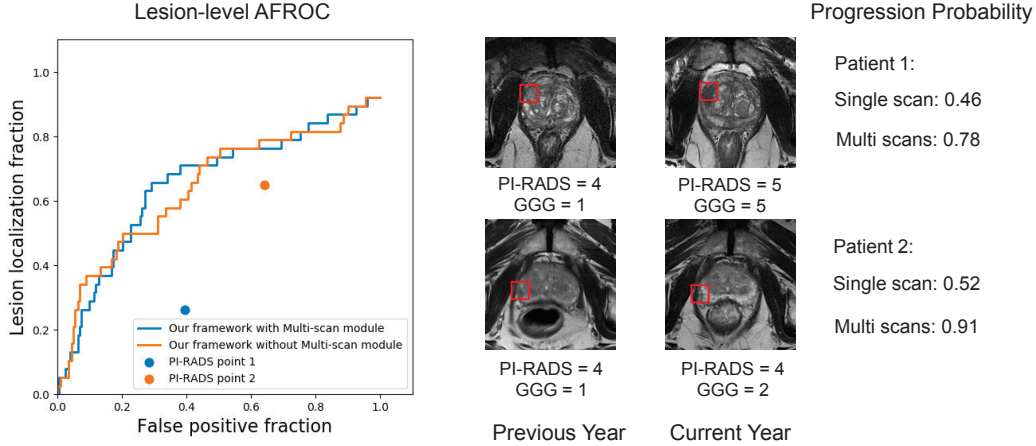 Lesion-level AFROC
Lesion localization fraction
1.0
0.8
0.6
0.4
0.2
0.0
0.0
0.2
0.4
0.6
0.8
1.0
False positive fraction
Our framework with Multi-scan module
Our framework without Multi-scan module
PI-RADS point 1
PI-RADS point 2
PI-RADS = 4
GGG = 1
PI-RADS = 5
GGG = 5
PI-RADS = 4
GGG = 1
PI-RADS = 4
GGG = 2
Previous Year
Current Year
Progression Probability
Patient 1:
Single scan: 0.46
Multi scans: 0.78
Patient 2:
Single scan: 0.52
Multi scans: 0.91